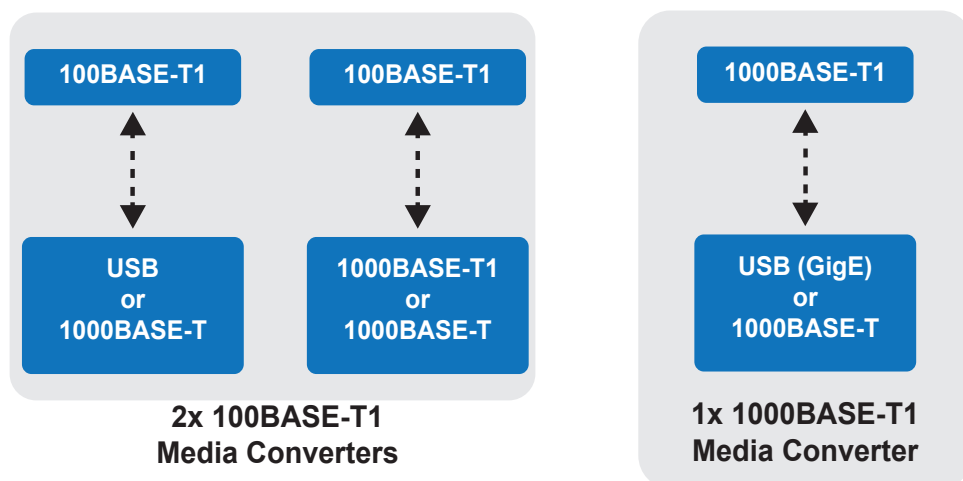 100BASE-T1
100BASE-T1
USB
or
1000BASE-T
1000BASE-T1
or
1000BASE-T
2x 100BASE-T1
Media Converters
1000BASE-T1
USB (GigE)
or
1000BASE-T
1x 1000BASE-T1
Media Converter